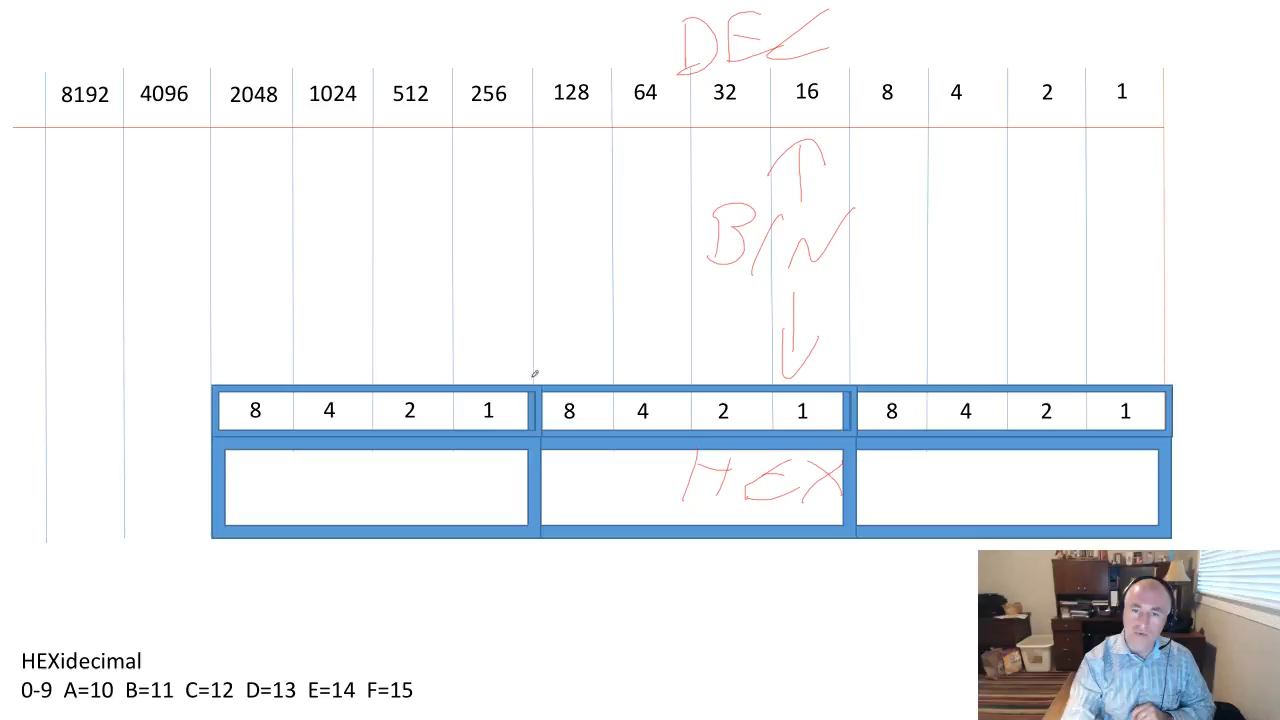 DEC
8192 4096 2048 1024 512 256 128 64 32 16 8 4 2 1
BIN
8 4 2 1 8 4 2 1 8 4 2 1
HEX
HEXidecimal
0-9 A=10 B=11 C=12 D=13 E=14 F=15